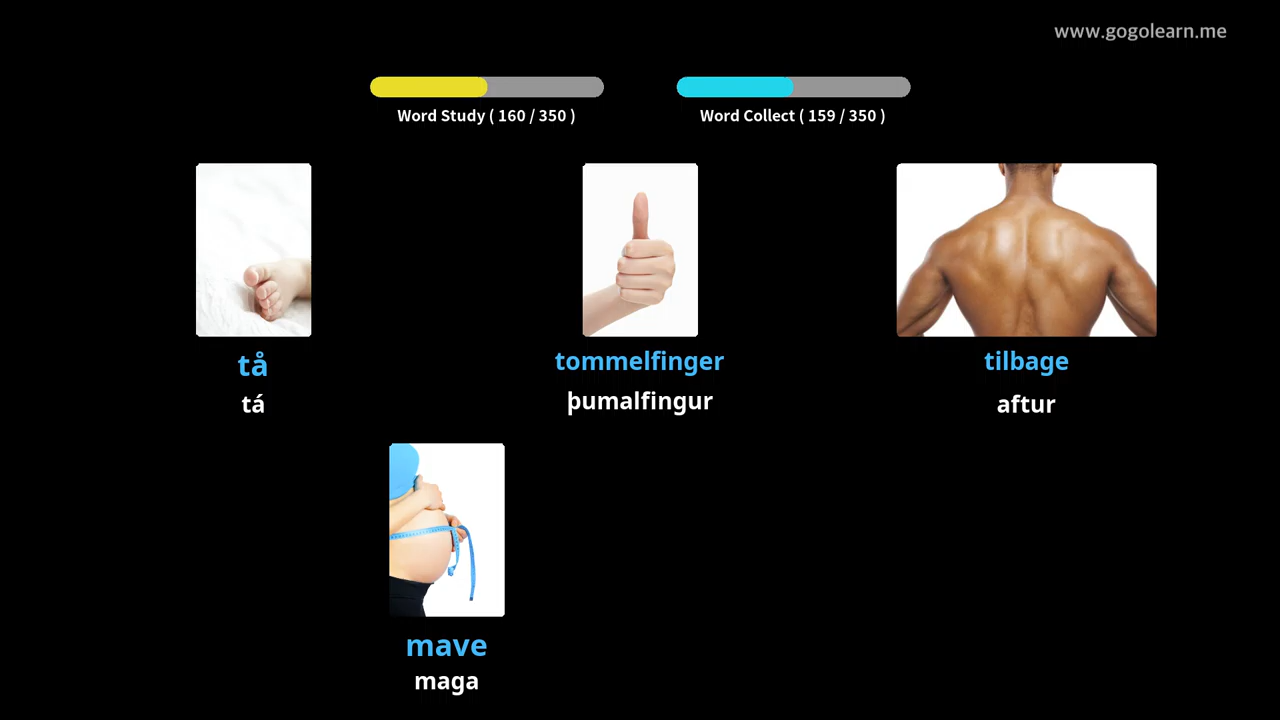 www.gogolearn.me
Word Study ( 160 / 350 )
Word Collect ( 159 / 350 )
tå
tommelfinger
tilbage
tá
þumalfingur
aftur
mave
maga